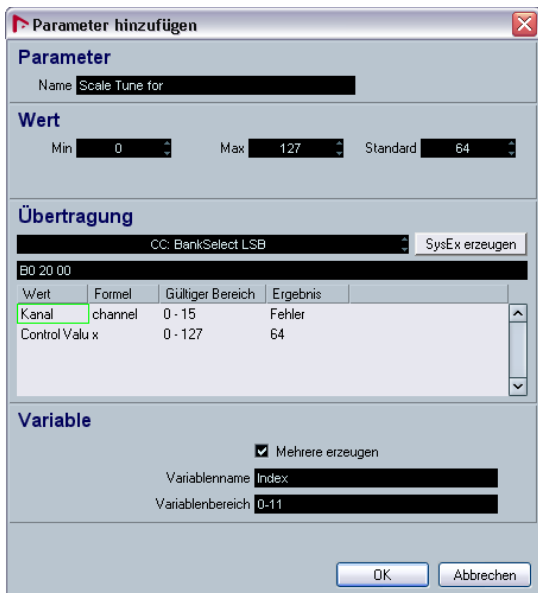 Parameter hinzufügen
Parameter
Name Scale Tune for
Wert
Min 0 Max 127 Standard 64
Übertragung
CC: BankSelect LSB SysEx erzeugen
B0 20 00
Wert Formel Gültiger Bereich Ergebnis
Kanal channel 0 - 15 Fehler
Control Valu x 0 - 127 64
Variable
Mehrere erzeugen
Variablenname Index
Variablenbereich 0-11
OK Abbrechen